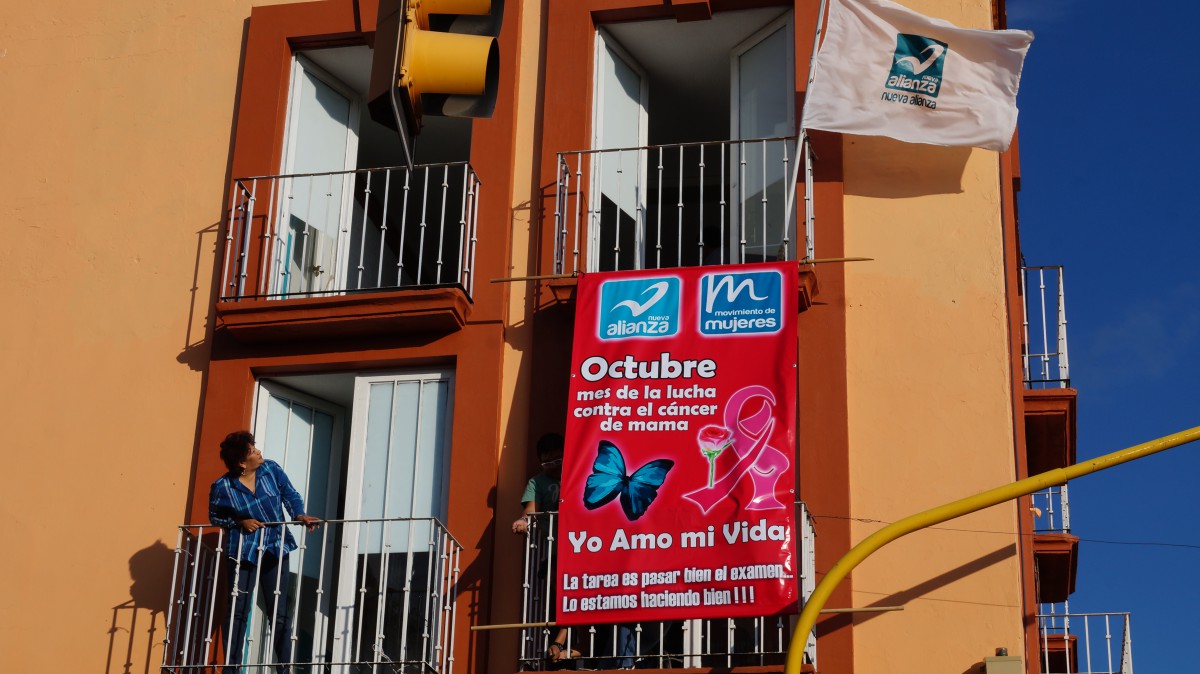 nueva
alianza
nueva alianza
nueva
alianza
m
movimiento de
mujeres
Octubre
mes de la lucha
contra el cáncer
de mama
Yo Amo mi Vida
La tarea es pasar bien el examen...
Lo estamos haciendo bien !!!